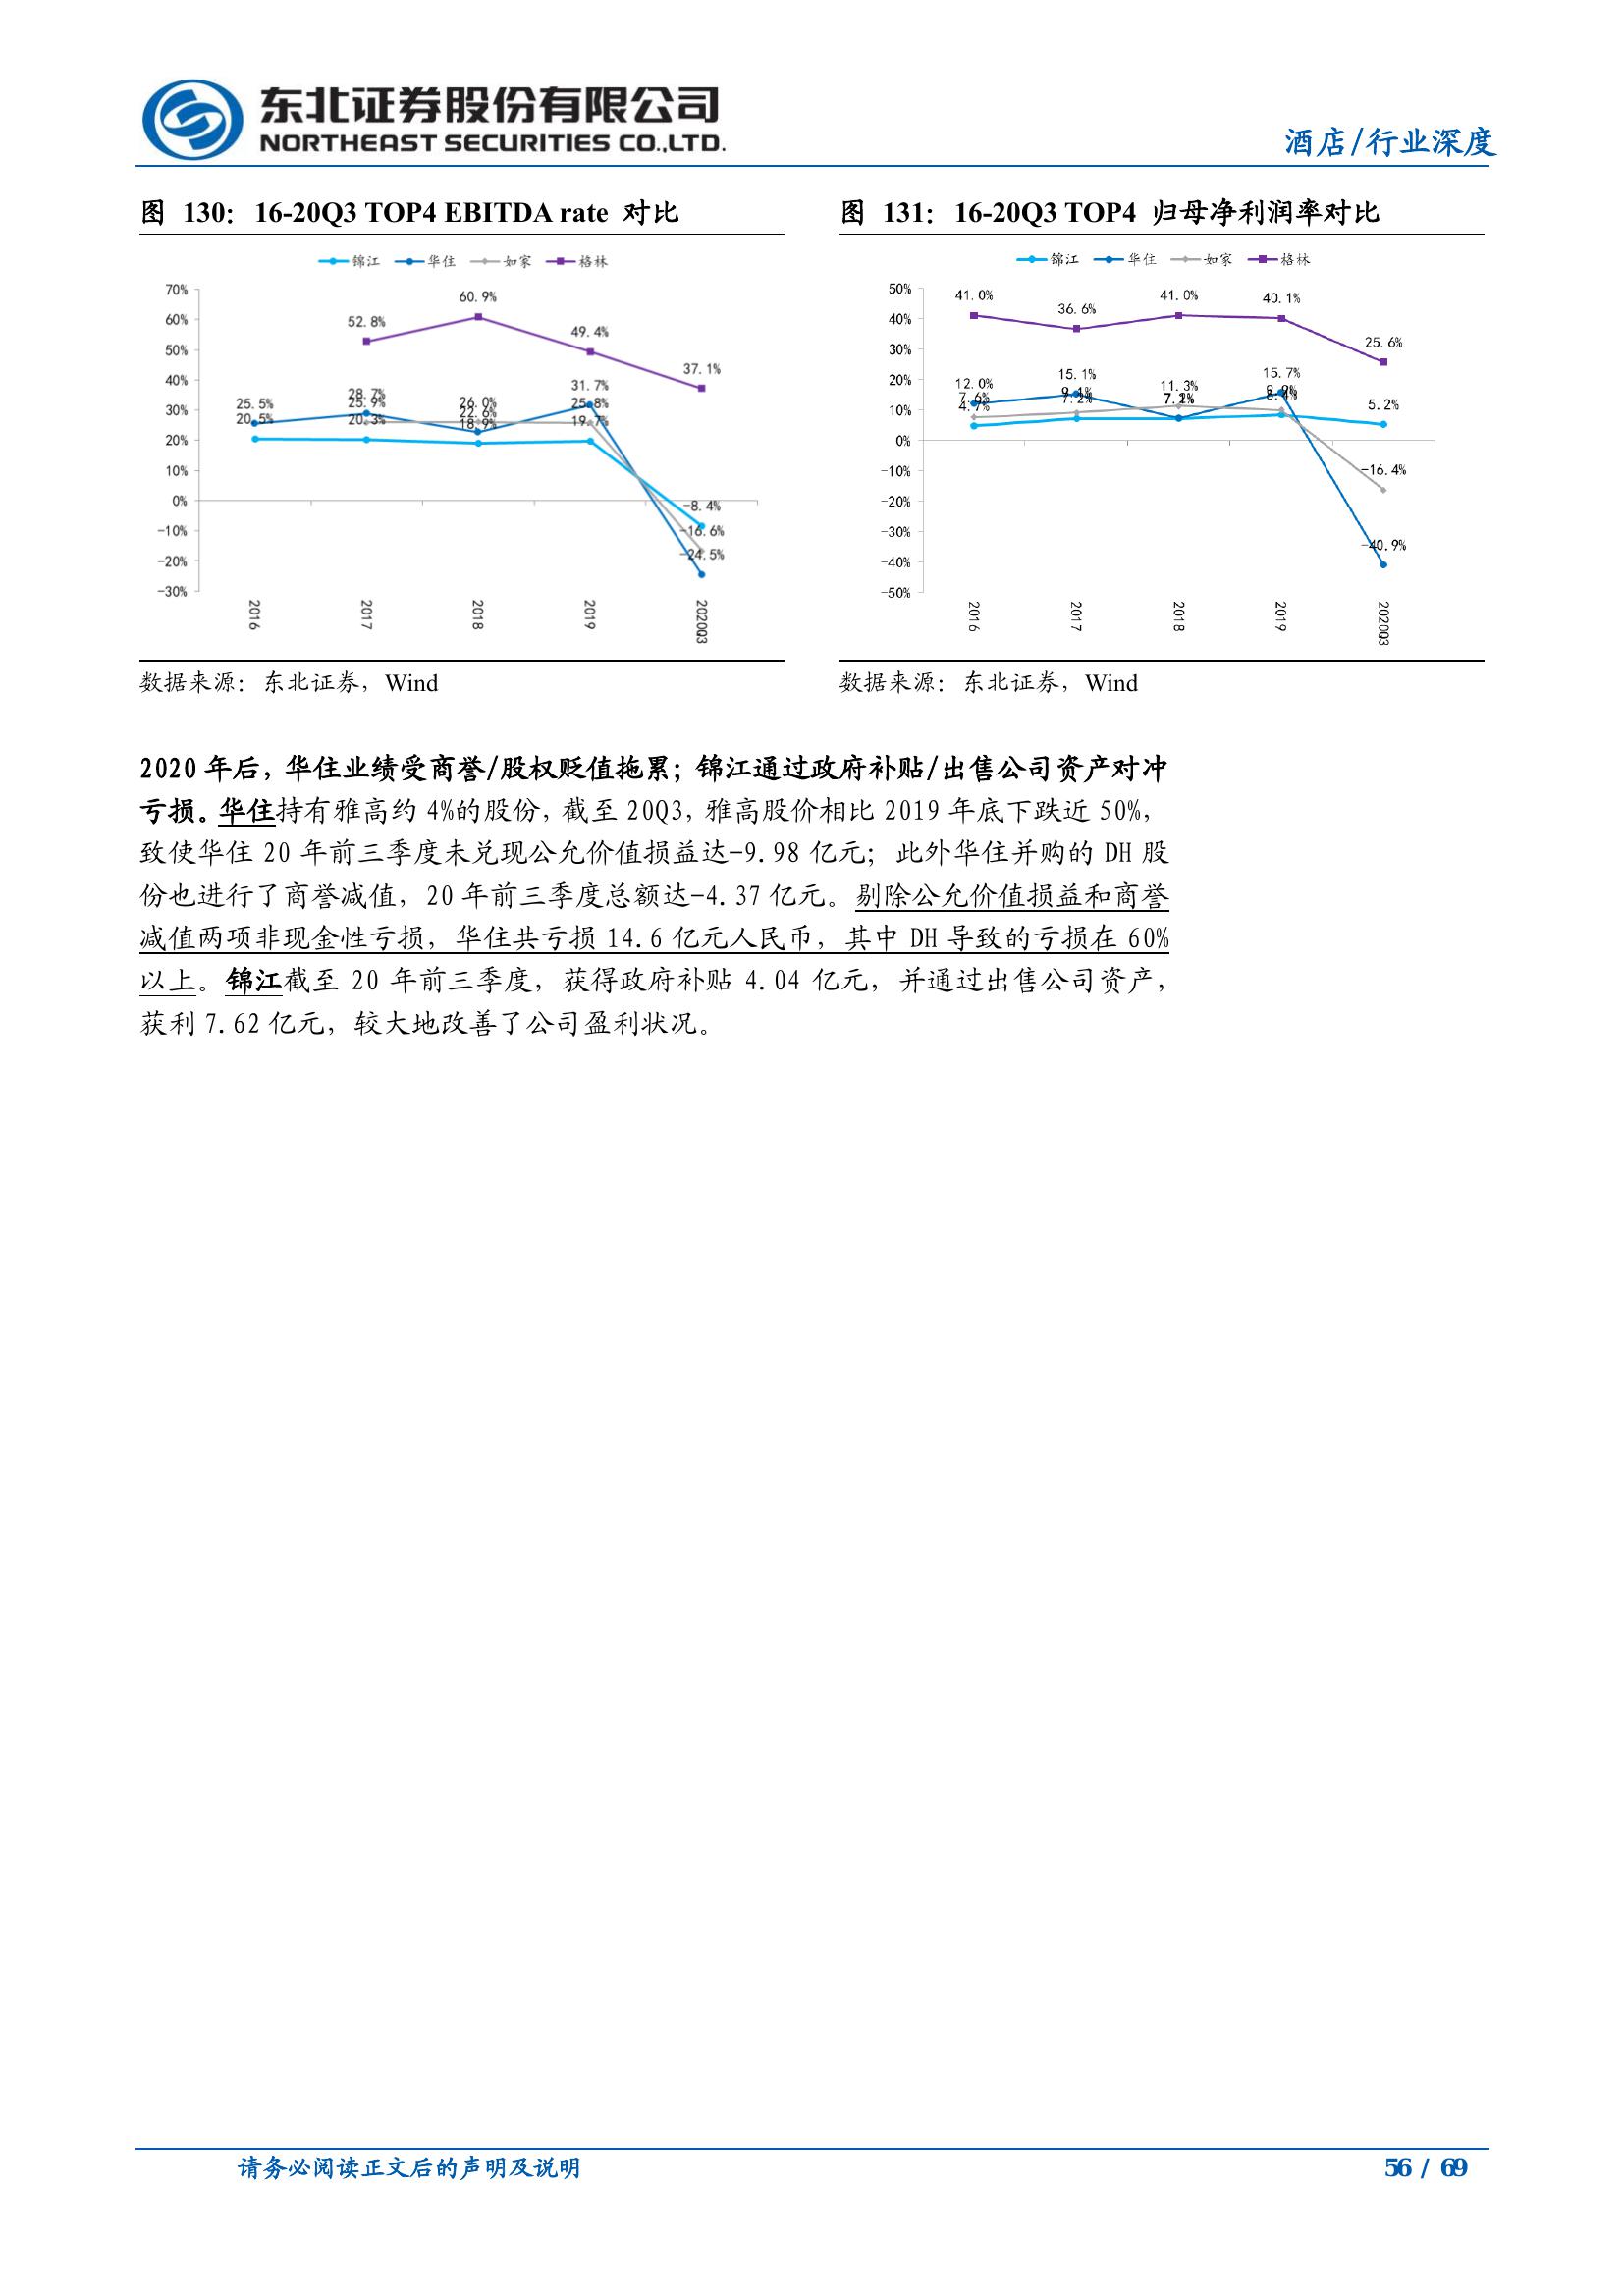 东北证券股份有限公司
NORTHEAST SECURITIES CO.,LTD.
酒店/行业深度
图 130: 16-20Q3 TOP4 EBITDA rate 对比
锦江 华住 如家 格林
70%
60%
50%
40%
30%
20%
10%
0%
-10%
-20%
-30%
52.8%
60.9%
49.4%
37.1%
25.5%
20.5%
28.7%
25.9%
20.3%
26.0%
22.6%
18.9%
31.7%
25.8%
19.7%
-8.4%
-16.6%
-24.5%
2016 2017 2018 2019 2020Q3
图 131: 16-20Q3 TOP4 归母净利润率对比
锦江 华住 如家 格林
50%
40%
30%
20%
10%
0%
-10%
-20%
-30%
-40%
-50%
41.0%
36.6%
41.0%
40.1%
25.6%
12.0%
7.6%
4.7%
15.1%
9.1%
7.2%
11.3%
15.7%
5.2%
-16.4%
-40.9%
2016 2017 2018 2019 2020Q3
数据来源：东北证券，Wind
数据来源：东北证券，Wind
2020 年后，华住业绩受商誉/股权贬值拖累；锦江通过政府补贴/出售公司资产对冲
亏损。华住持有雅高约 4%的股份，截至 20Q3，雅高股价相比 2019 年底下跌近 50%，
致使华住 20 年前三季度未兑现公允价值损益达-9.98 亿元；此外华住并购的 DH 股
份也进行了商誉减值，20 年前三季度总额达-4.37 亿元。剔除公允价值损益和商誉
减值两项非现金性亏损，华住共亏损 14.6 亿元人民币，其中 DH 导致的亏损在 60%
以上。锦江截至 20 年前三季度，获得政府补贴 4.04 亿元，并通过出售公司资产，
获利 7.62 亿元，较大地改善了公司盈利状况。
请务必阅读正文后的声明及说明
56 / 69